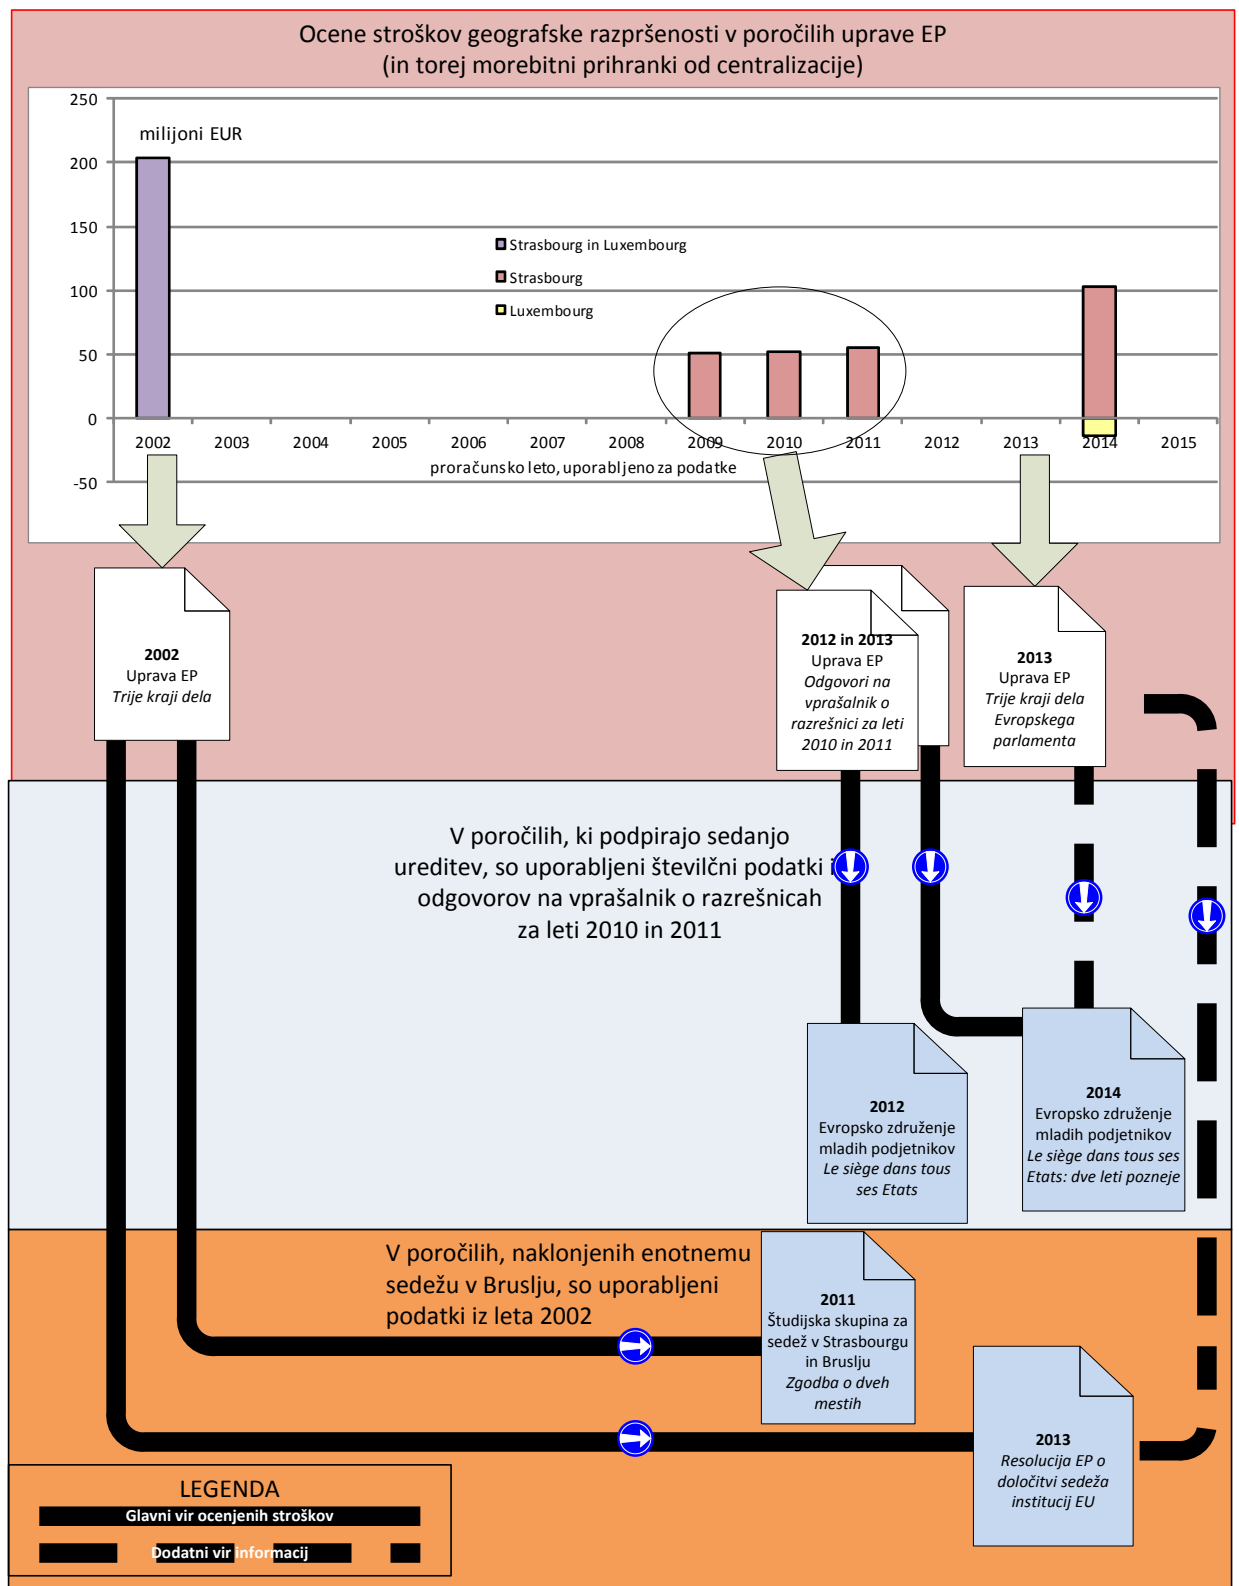 Ocene stroškov geografske razpršenosti v poročilih uprave EP
(in torej morebitni prihranki od centralizacije)
250
milijoni EUR
200
150
Strasbourg in Luxembourg
Strasbourg
100
Luxembourg
50
0
2002 2003 2004 2005 2006 2007 2008 2009 2010 2011 2012 2013 2014 2015
proračunsko leto, uporabljeno za podatke
-50
2002
Uprava EP
Trije kraji dela
2012 in 2013
Uprava EP
Odgovori na
vprašalnik o
razrešnici za leti
2010 in 2011
2013
Uprava EP
Trije kraji dela
Evropskega
parlamenta
V poročilih, ki podpirajo sedanjo
ureditev, so uporabljeni številčni podatki i
odgovorov na vprašalnik o razrešnicah
za leti 2010 in 2011
2012
Evropsko združenje
mladih podjetnikov
Le siège dans tous
ses Etats
2014
Evropsko združenje
mladih podjetnikov
Le siège dans tous ses
Etats: dve leti pozneje
V poročilih, naklonjenih enotnemu
sedežu v Bruslju, so uporabljeni
podatki iz leta 2002
2011
Študijska skupina za
sedež v Strasbourgu
in Bruslju
Zgodba o dveh
mestih
2013
Resolucija EP o
določitvi sedeža
institucij EU
LEGENDA
Glavni vir ocenjenih stroškov
Dodatni vir informacij